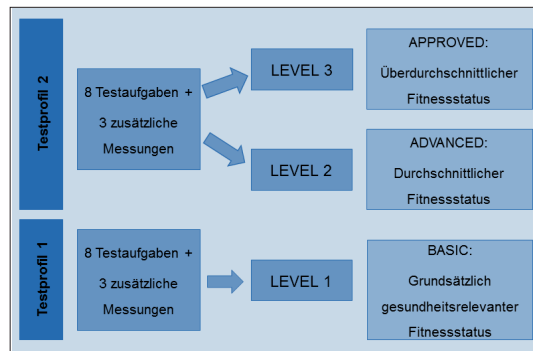 Testprofil 2
8 Testaufgaben +
3 zusätzliche
Messungen
LEVEL 3
APPROVED:
Überdurchschnittlicher
Fitnessstatus
LEVEL 2
ADVANCED:
Durchschnittlicher
Fitnessstatus
Testprofil 1
8 Testaufgaben +
3 zusätzliche
Messungen
LEVEL 1
BASIC:
Grundsätzlich
gesundheitsrelevanter
Fitnessstatus